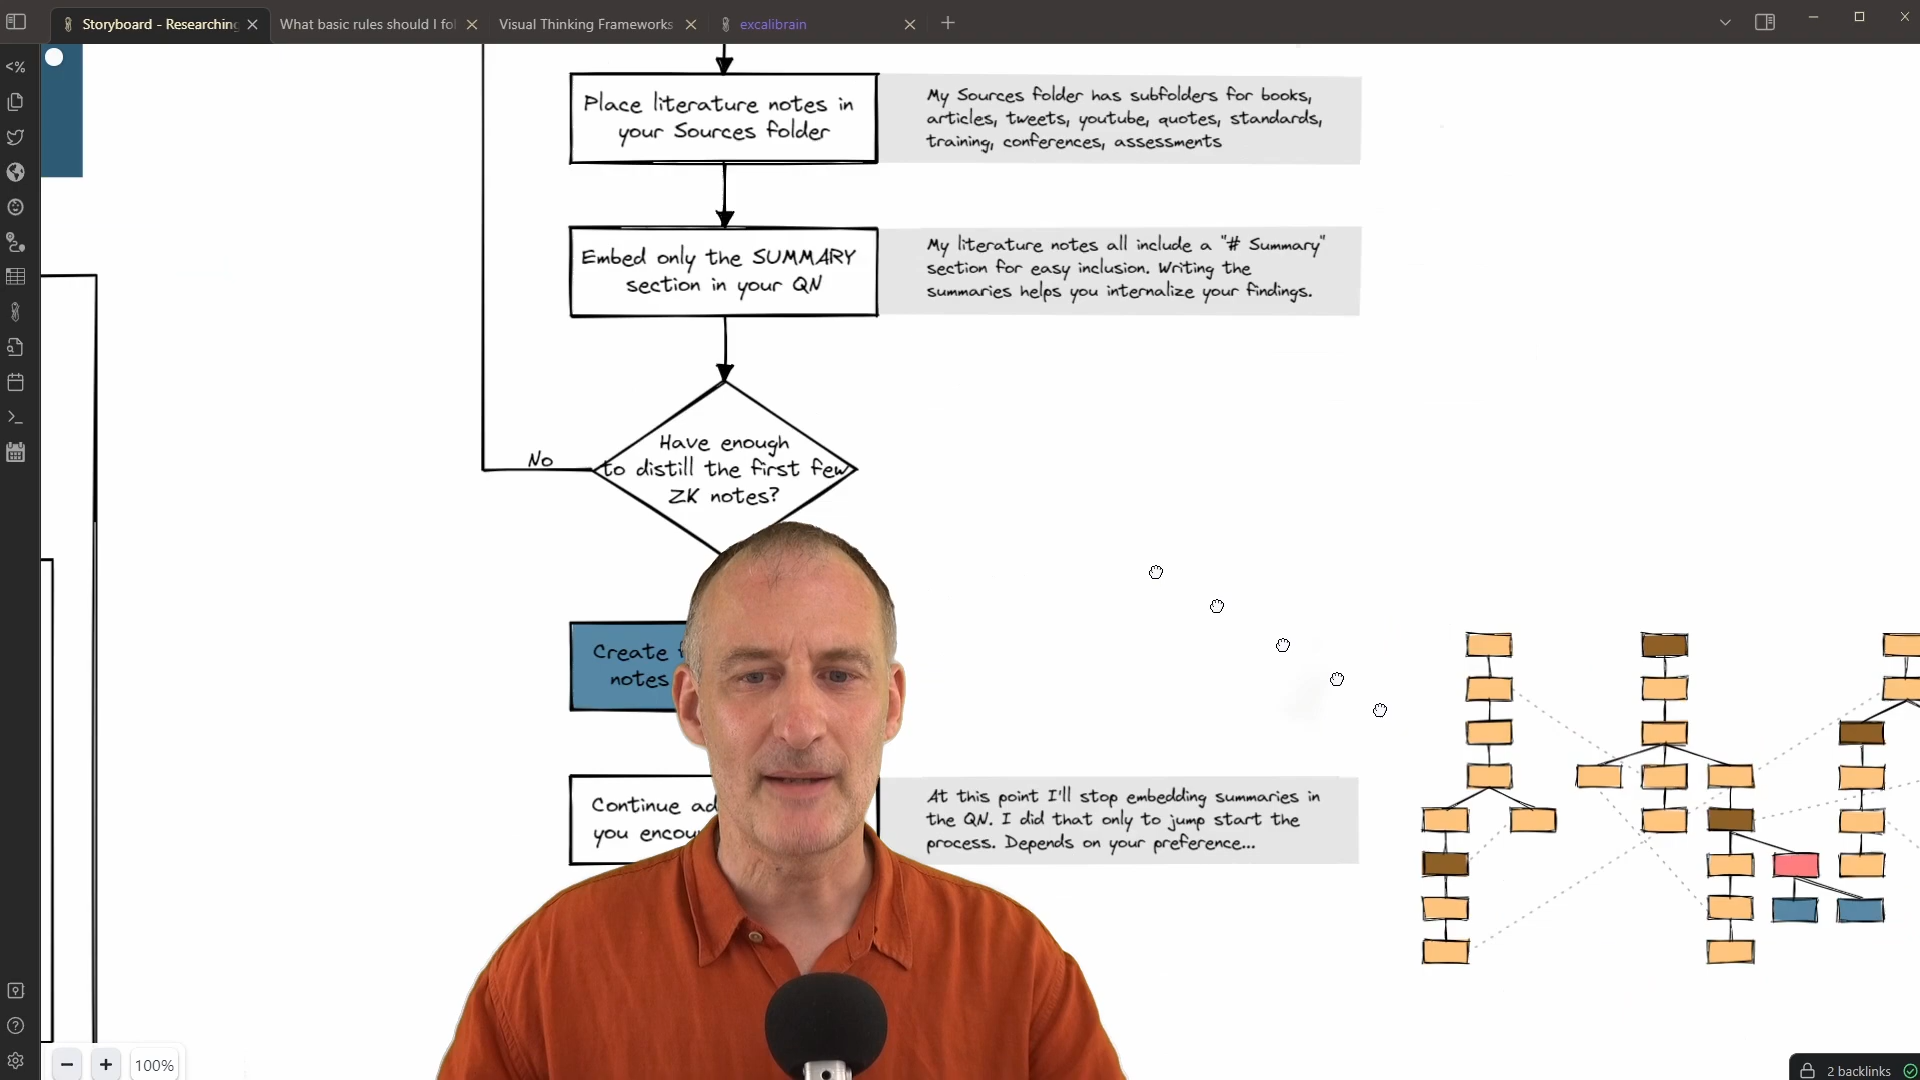 Storyboard - Researching
What basic rules should I fol
Visual Thinking Frameworks
excalibrain
Place literature notes in
your Sources folder
My Sources folder has subfolders for books,
articles, tweets, youtube, quotes, standards,
training, conferences, assessments
Embed only the SUMMARY
section in your QN
My literature notes all include a "# Summary"
section for easy inclusion. Writing the
summaries helps you internalize your findings.
Have enough
to distill the first few
ZK notes?
No
Create
notes
Continue ad
you encou
At this point I'll stop embedding summaries in
the QN. I did that only to jump start the
process. Depends on your preference...
100%
2 backlinks